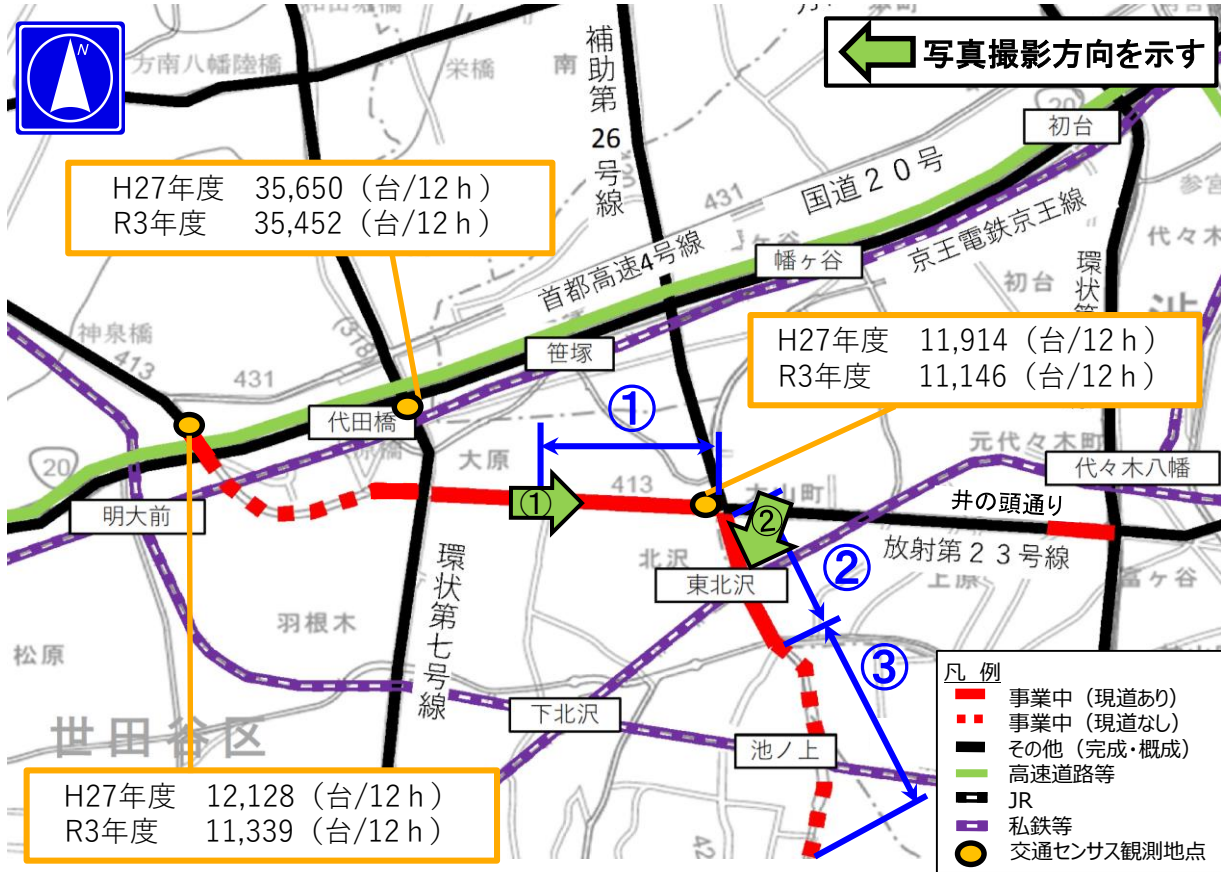 N
写真撮影方向を示す
和田堀橋
方南八幡陸橋
栄橋
南
補助第26号線
20
初台
H27年度 35,650 (台/12h)
R3年度 35,452 (台/12h)
431
国道20号
参宮
代々木
首都高速4号線
幡ヶ谷
京王電鉄京王線
初台
環状第
神泉橋
413
318
笹塚
H27年度 11,914 (台/12h)
R3年度 11,146 (台/12h)
431
代田橋
①
元代々木町
20
大原
413
大山町
代々木八幡
明大前
①
②
井の頭通り
北沢
②
放射第23号線
上原
富ヶ谷
東北沢
環状第七号線
羽根木
松原
③
世田谷区
下北沢
池ノ上
42
H27年度 12,128 (台/12h)
R3年度 11,339 (台/12h)
凡例
事業中(現道あり)
事業中(現道なし)
その他(完成・概成)
高速道路等
JR
私鉄等
交通センサス観測地点